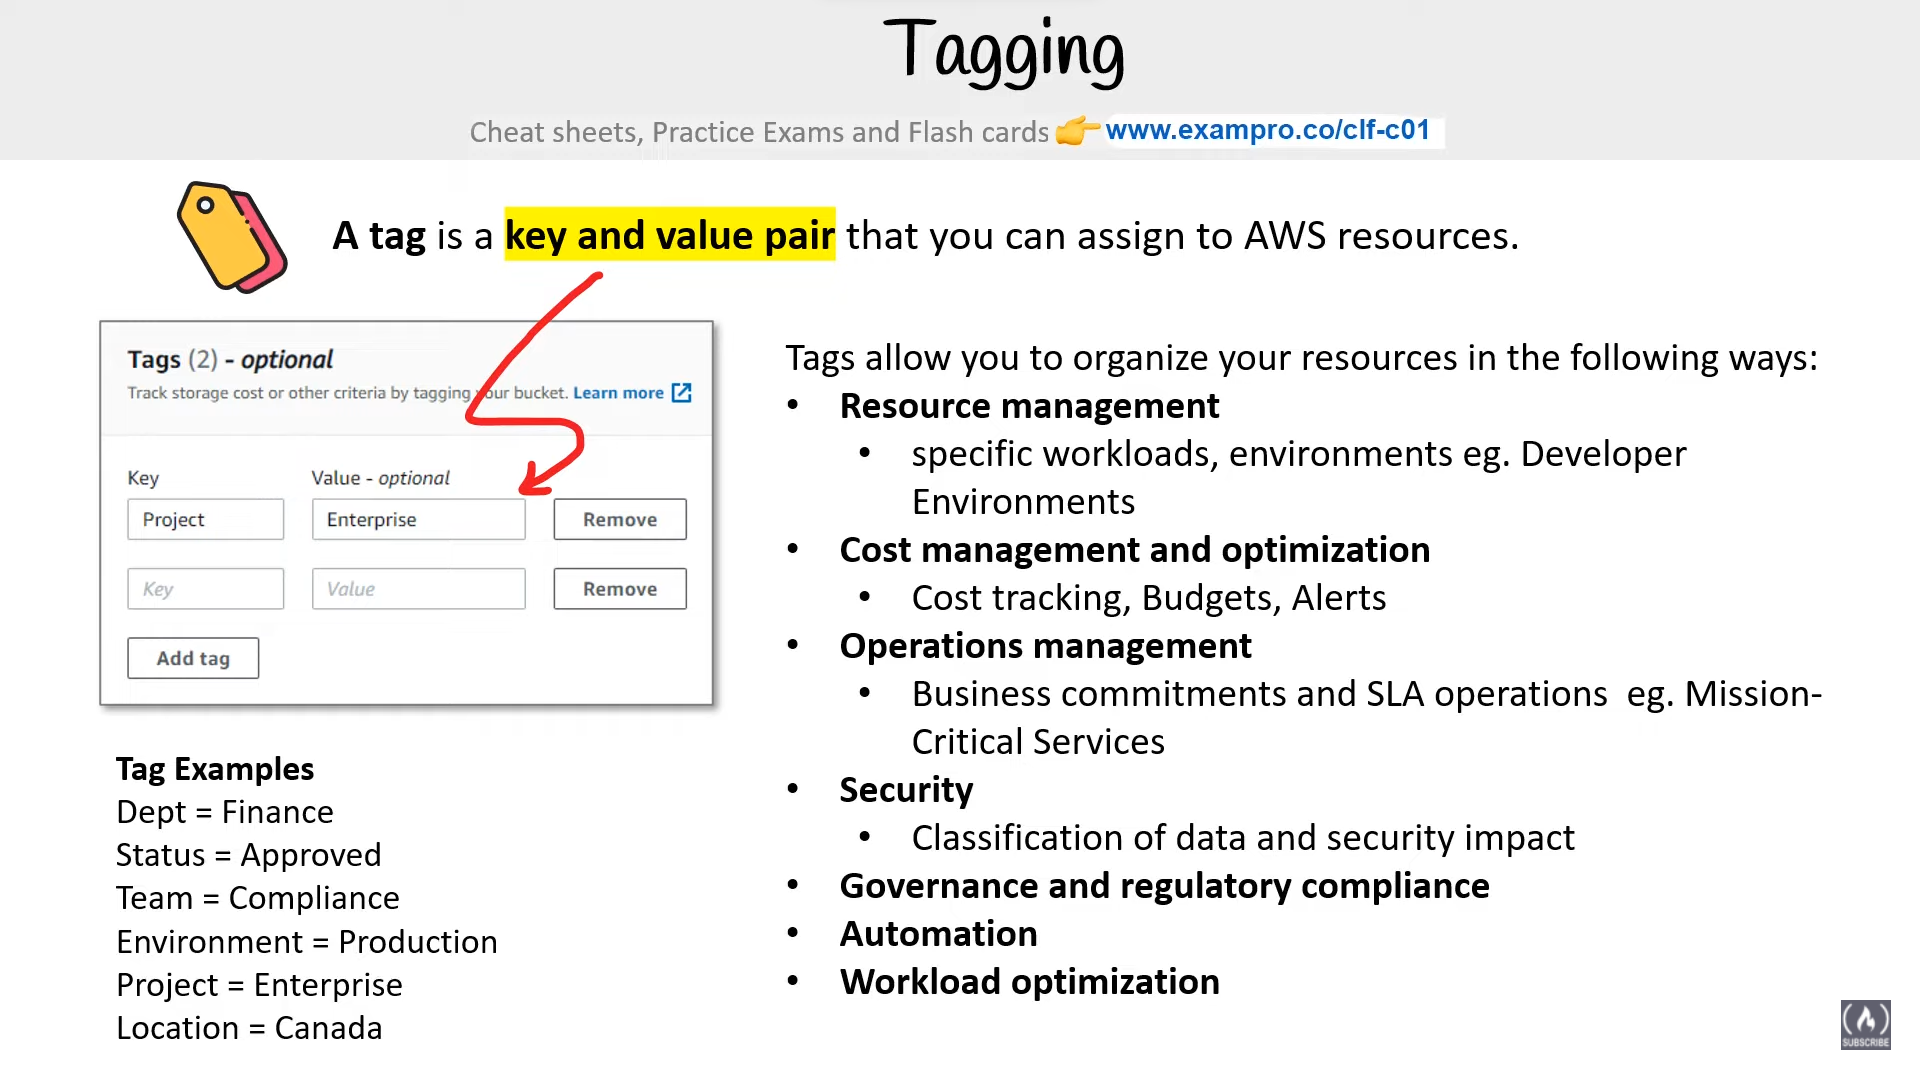 Tagging
Cheat sheets, Practice Exams and Flash cards www.exampro.co/clf-c01
A tag is a key and value pair that you can assign to AWS resources.
Tags (2) - optional
Track storage cost or other criteria by tagging your bucket. Learn more
Key Value - optional
Project Enterprise Remove
Key Value Remove
Add tag
Tag Examples
Dept = Finance
Status = Approved
Team = Compliance
Environment = Production
Project = Enterprise
Location = Canada
Tags allow you to organize your resources in the following ways:
• Resource management
• specific workloads, environments eg. Developer
Environments
• Cost management and optimization
• Cost tracking, Budgets, Alerts
• Operations management
• Business commitments and SLA operations eg. Mission-
Critical Services
• Security
• Classification of data and security impact
• Governance and regulatory compliance
• Automation
• Workload optimization
SUBSCRIBE